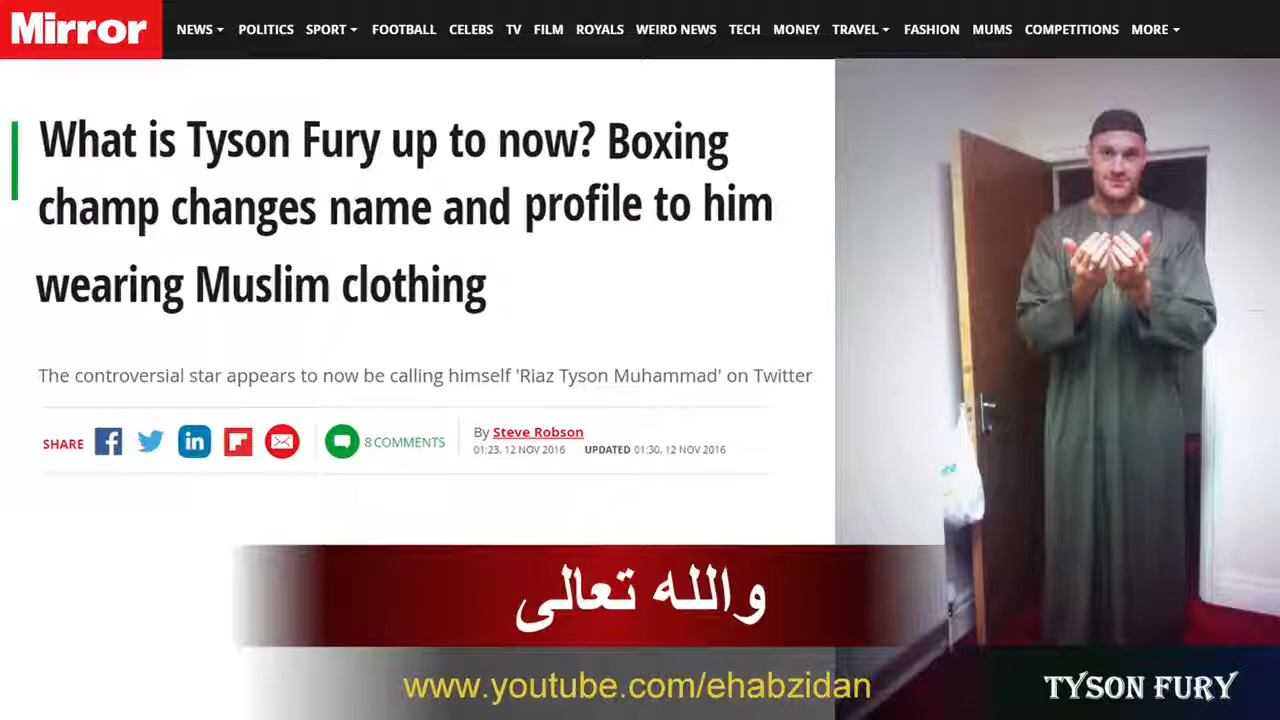 Mirror
NEWS POLITICS SPORT FOOTBALL CELEBS TV FILM ROYALS WEIRD NEWS TECH MONEY TRAVEL FASHION MUMS COMPETITIONS MORE
What is Tyson Fury up to now? Boxing
champ changes name and profile to him
wearing Muslim clothing
The controversial star appears to now be calling himself 'Riaz Tyson Muhammad' on Twitter
SHARE
in
8 COMMENTS
By Steve Robson
01:23, 12 NOV 2016 UPDATED 01:30, 12 NOV 2016
والله تعالى
www.youtube.com/ehabzidan
TYSON FURY